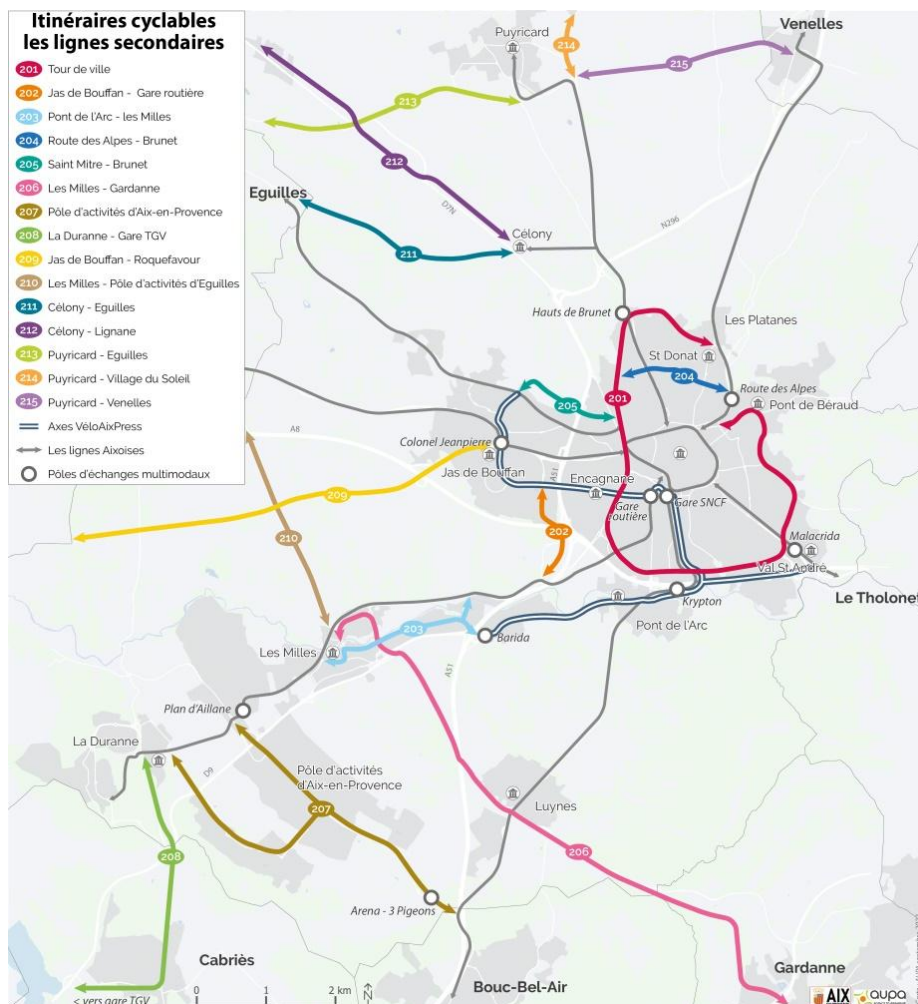 Itinéraires cyclables
les lignes secondaires
201 Tour de ville
202 Jas de Bouffan - Gare routière
203 Pont de l'Arc - les Milles
204 Route des Alpes - Brunet
205 Saint Mitre - Brunet
206 Les Milles - Gardanne
207 Pôle d'activités d'Aix-en-Provence
208 La Duranne - Gare TGV
209 Jas de Bouffan - Roquefavour
210 Les Milles - Pôle d'activités d'Eguilles
211 Célony - Eguilles
212 Célony - Lignane
213 Puyricard - Eguilles
214 Puyricard - Village du Soleil
215 Puyricard - Venelles
Axes VéloAixPress
Les lignes Aixoises
Pôles d'échanges multimodaux
Venelles
Puyricard
214
215
213
212
D7N
N296
Eguilles
Célony
211
Hauts de Brunet
Les Platanes
St Donat
204
Route des Alpes
201
Pont de Béraud
205
A8
Colonel Jeanpierre
Jas de Bouffan
A51
Encagnane
Gare
routière
Gare SNCF
209
202
210
Malacrida
Val St André
Krypton
Le Tholonet
Pont de l'Arc
203
Barida
Les Milles
A51
Plan d'Aillane
La Duranne
D9
Pôle d'activités
d'Aix-en-Provence
207
Luynes
208
206
Arena - 3 Pigeons
Cabriès
Gardanne
Bouc-Bel-Air
< vers gare TGV
0 1 2 km
N
AIX
aupa